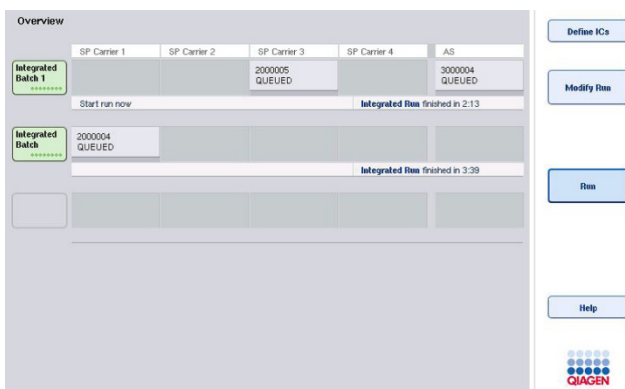 Overview
Define ICs
SP Carrier 1 SP Carrier 2 SP Carrier 3 SP Carrier 4 AS
Integrated
Batch 1
2000005
QUEUED
3000004
QUEUED
Modify Run
Start run now Integrated Run finished in 2:13
Integrated
Batch
2000004
QUEUED
Integrated Run finished in 3:39
Run
Help
QIAGEN